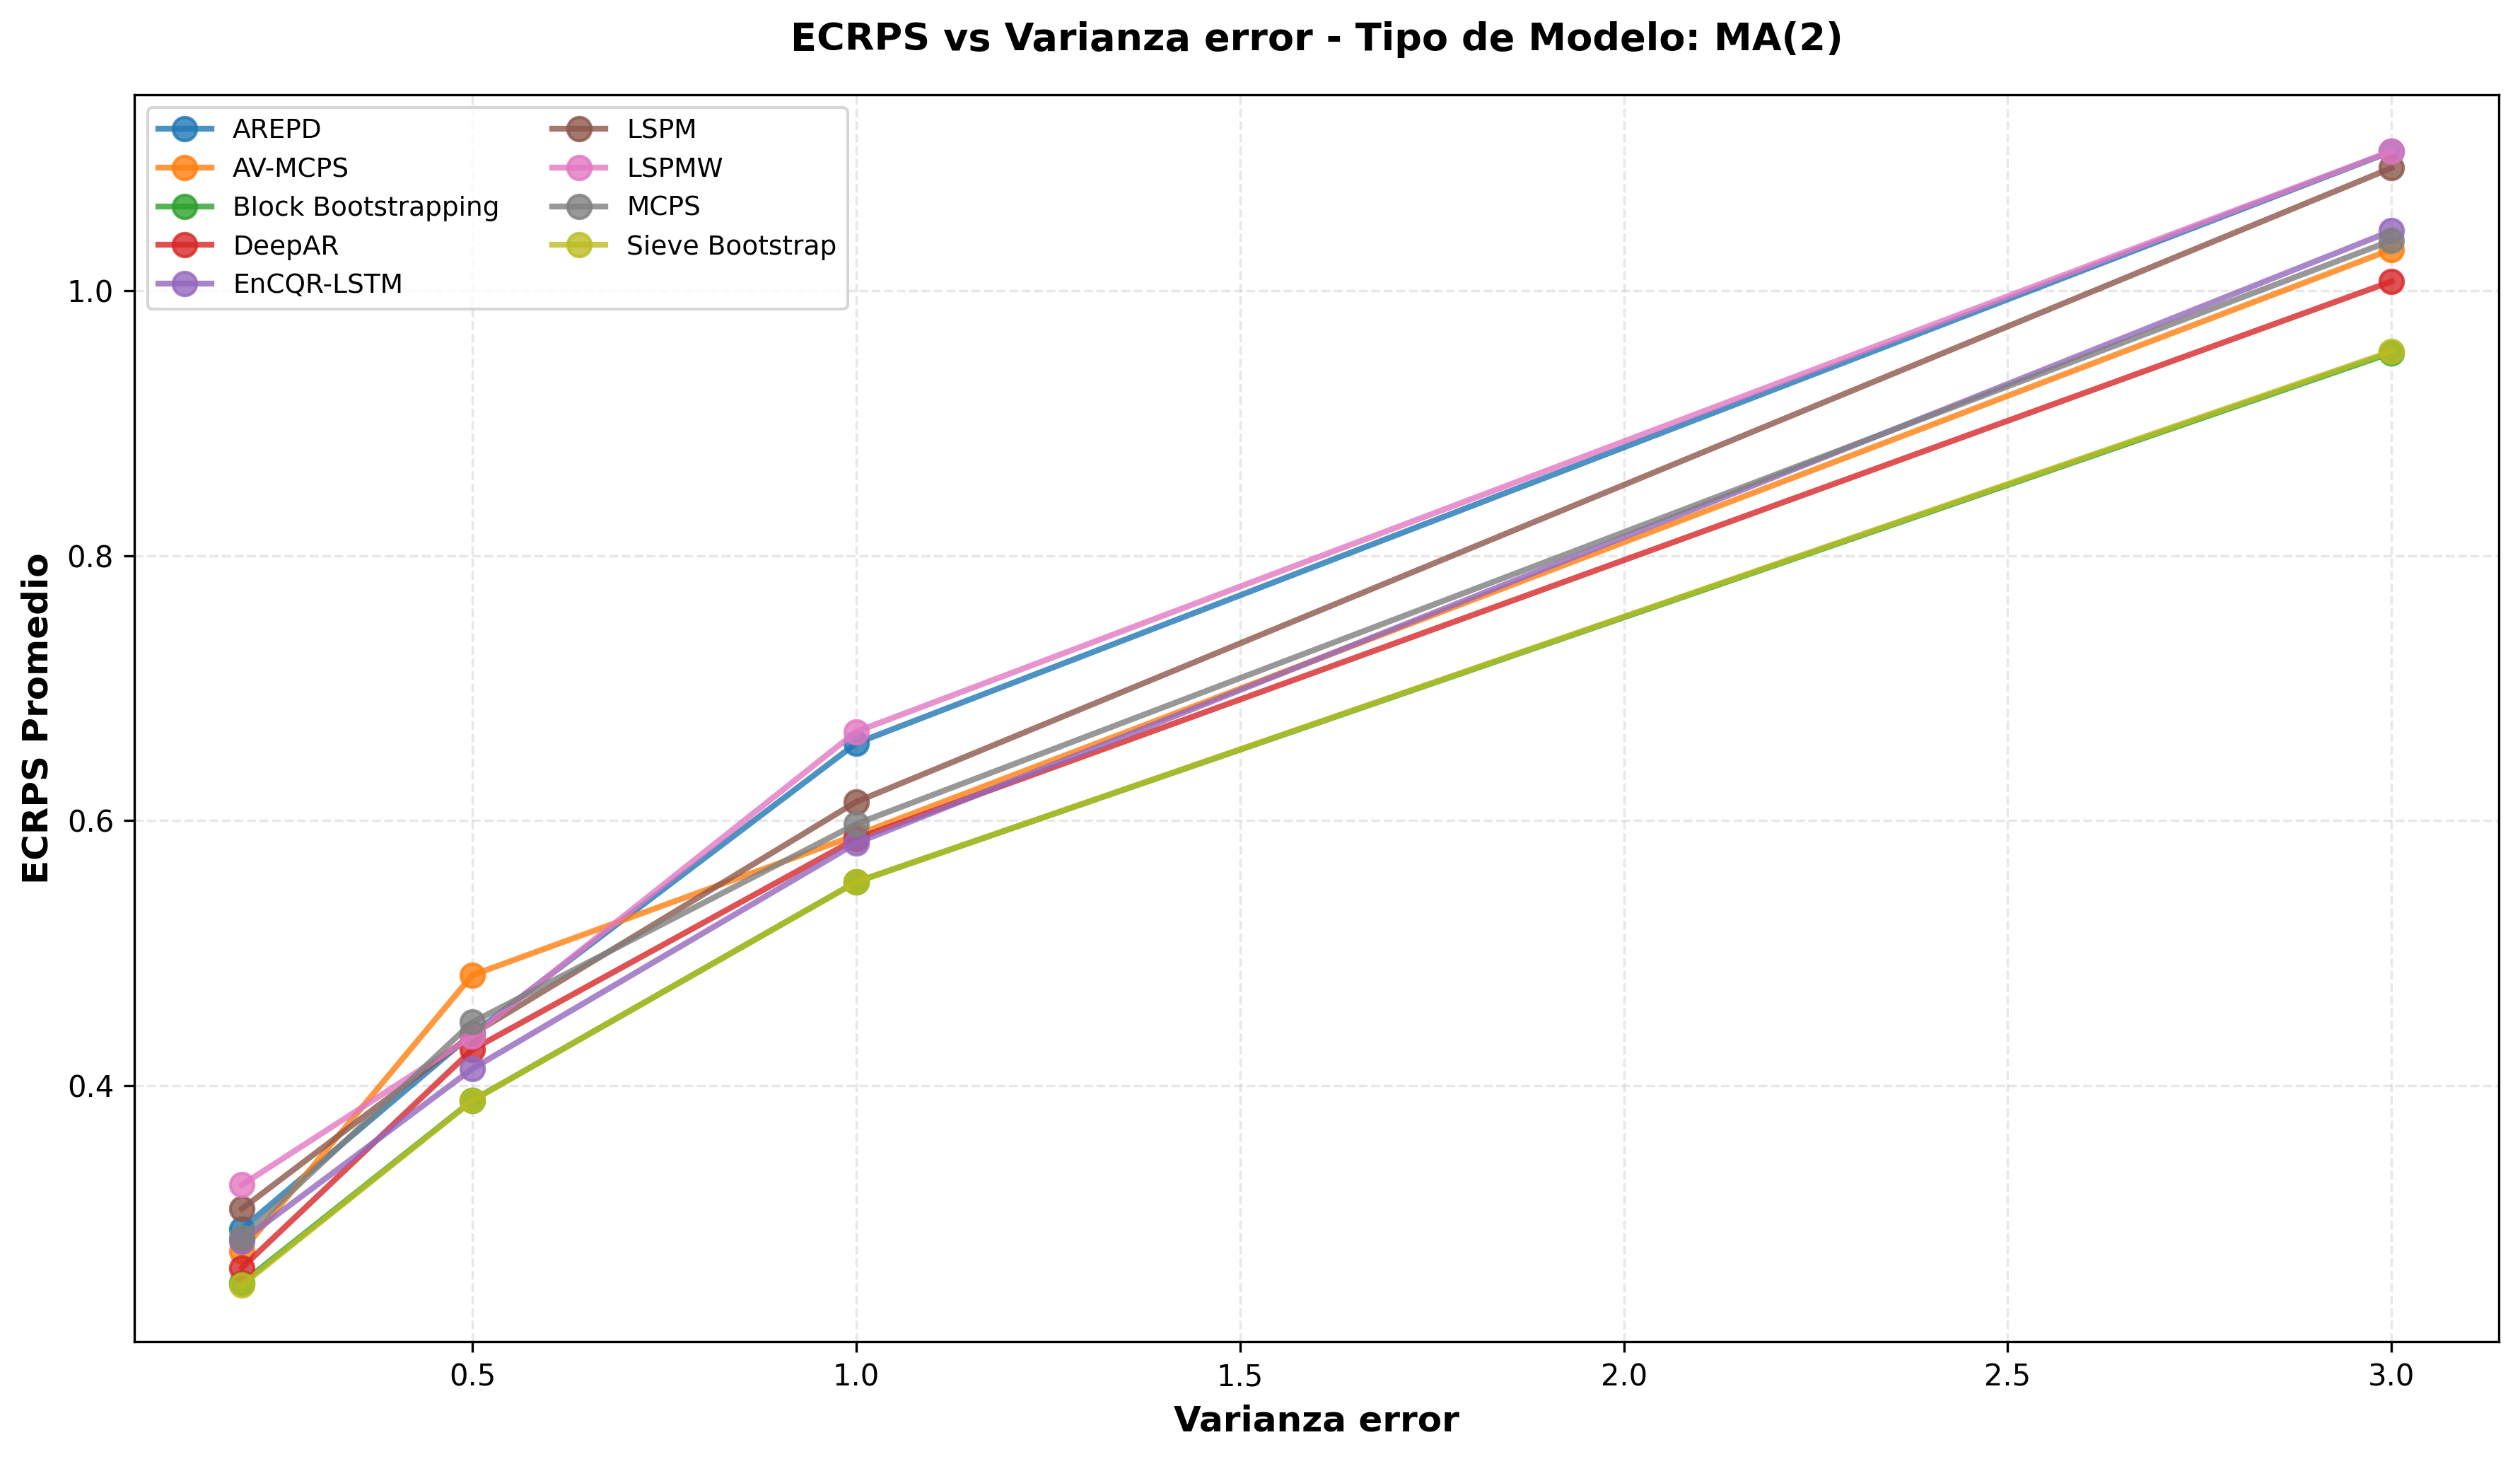 ECRPS vs Varianza error - Tipo de Modelo: MA(2)
AREPD
AV-MCPS
Block Bootstrapping
DeepAR
EnCQR-LSTM
LSPM
LSPMW
MCPS
Sieve Bootstrap
ECRPS Promedio
1.0
0.8
0.6
0.4
0.5
1.0
1.5
2.0
2.5
3.0
Varianza error